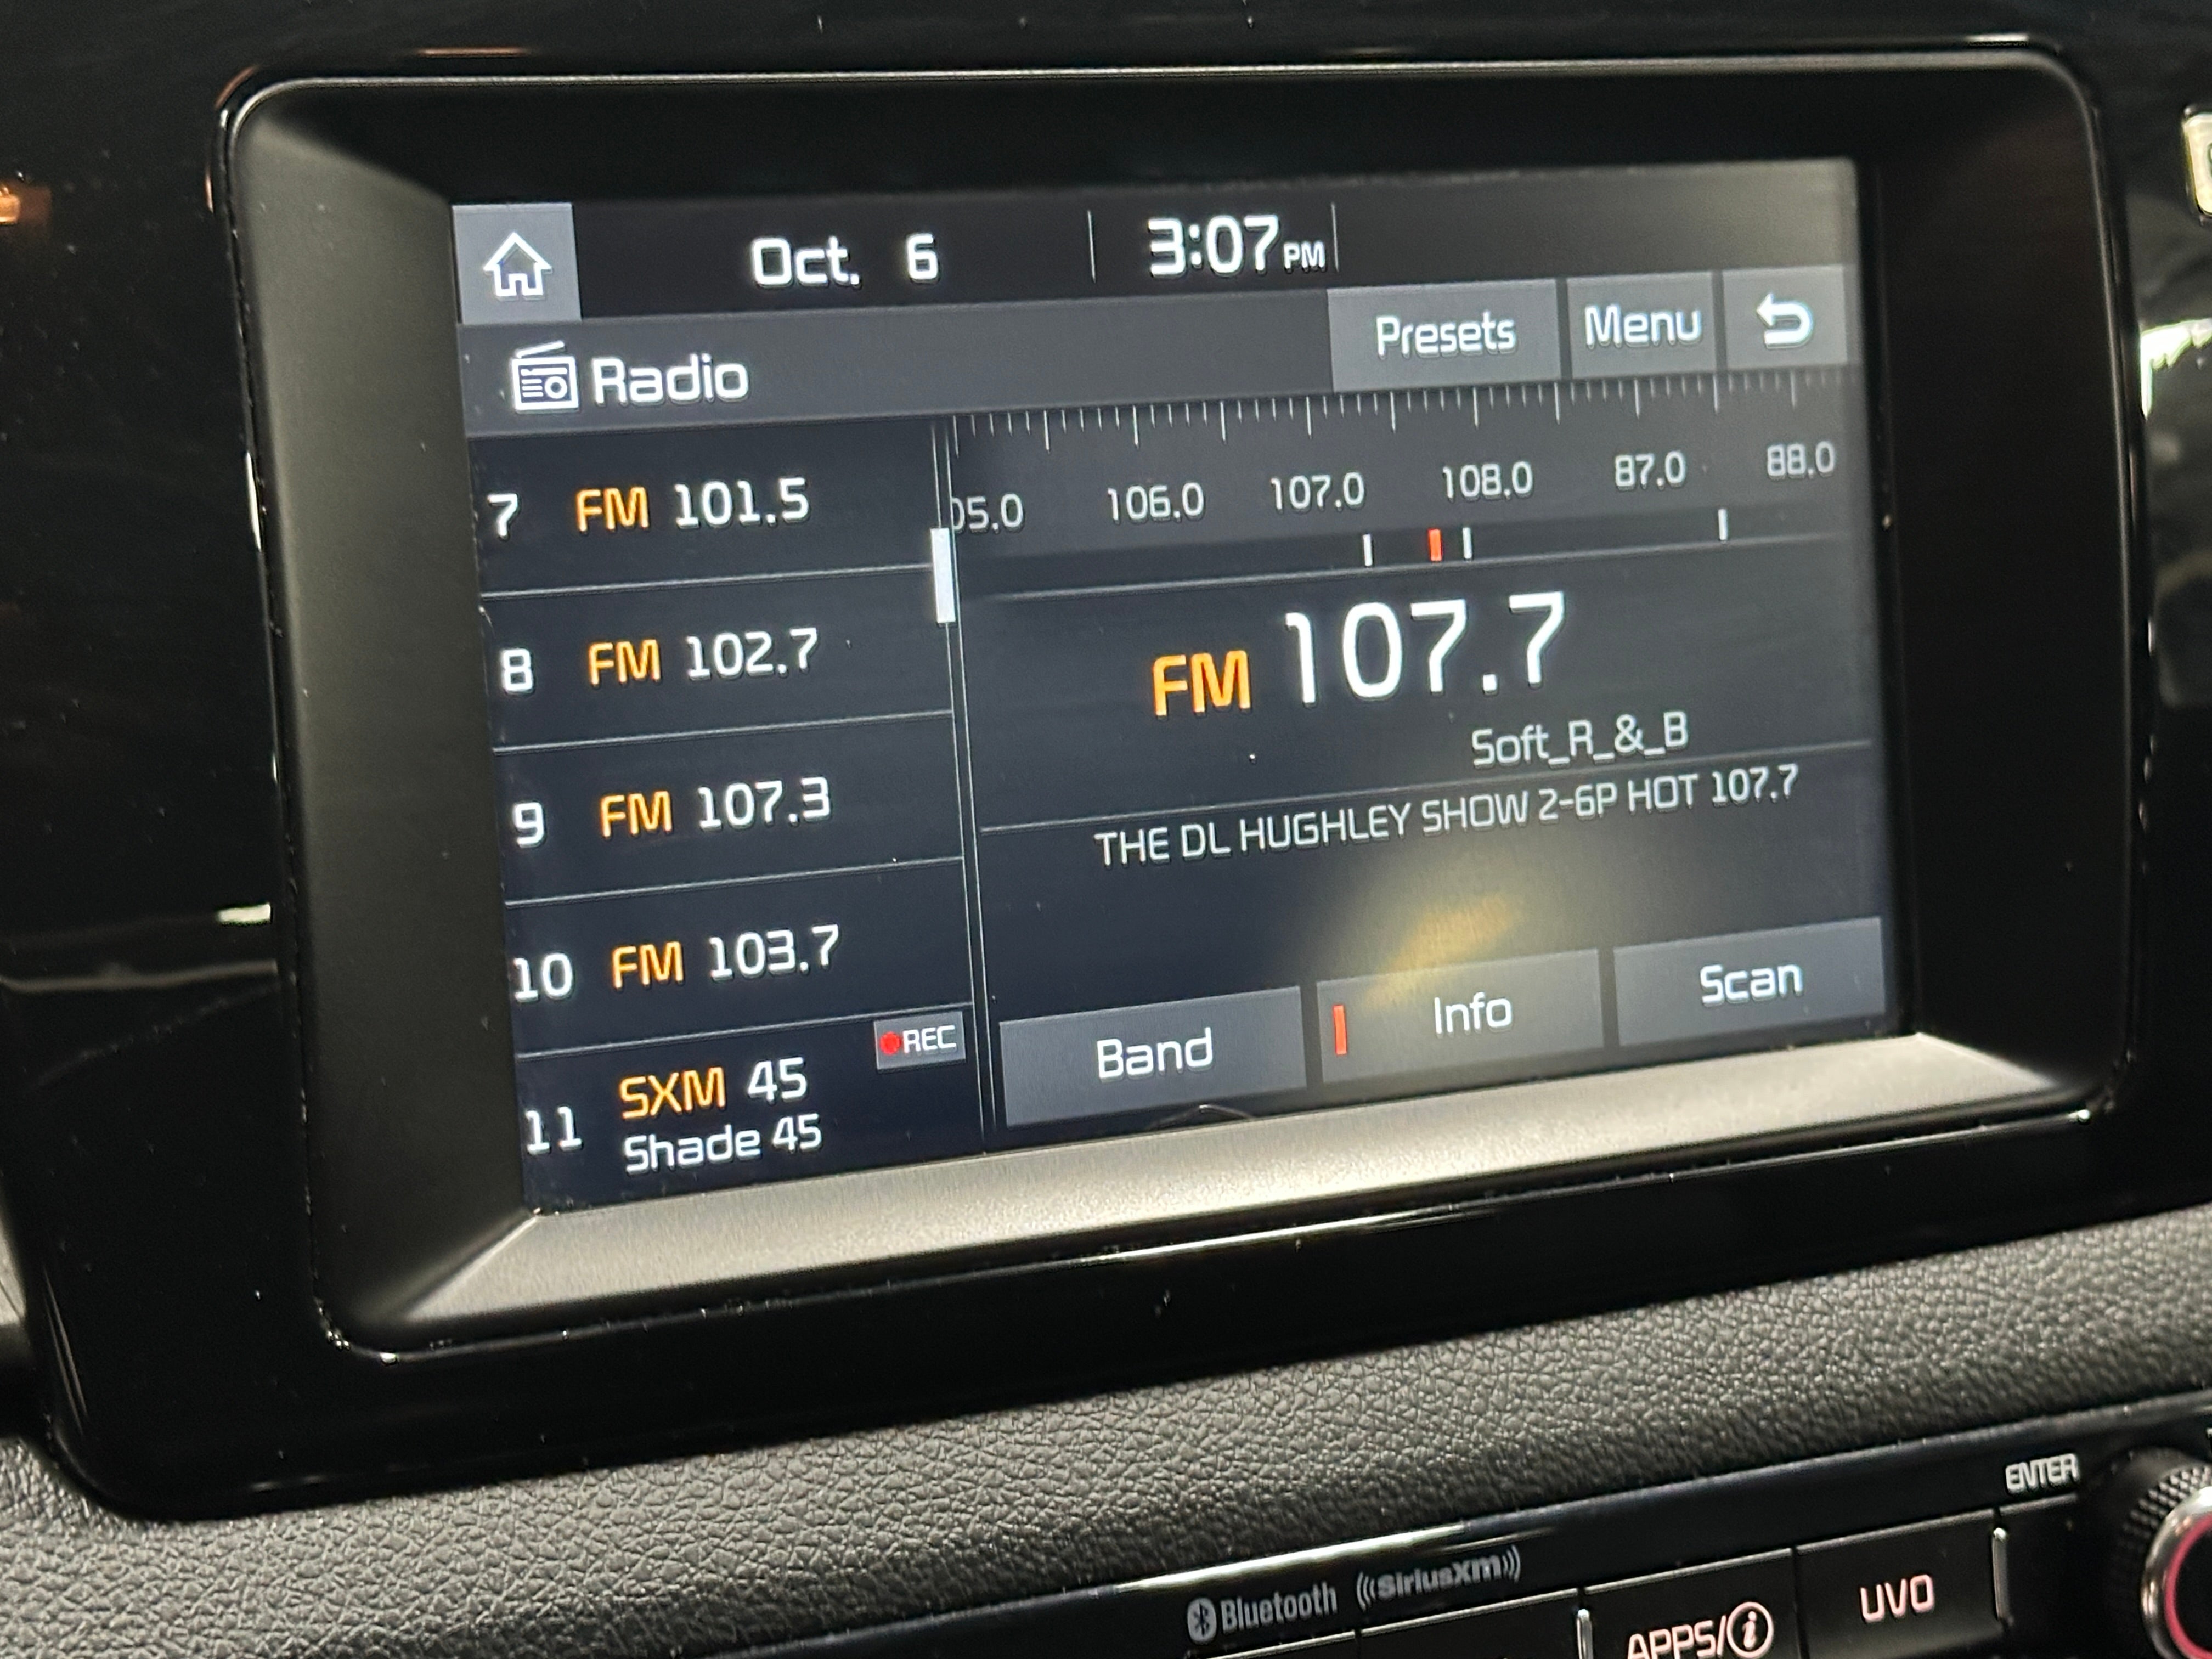 Oct. 6 3:07 PM
Presets Menu
Radio
7 FM 101.5
8 FM 102.7
9 FM 107.3
10 FM 103.7
REC
11 SXM 45
Shade 45
05.0 106.0 107.0 108.0 87.0 88.0
FM 107.7
Soft_R_&_B
THE DL HUGHLEY SHOW 2-6P HOT 107.7
Band Info Scan
ENTER
Bluetooth ((SiriusXM))
APPS/i UVO